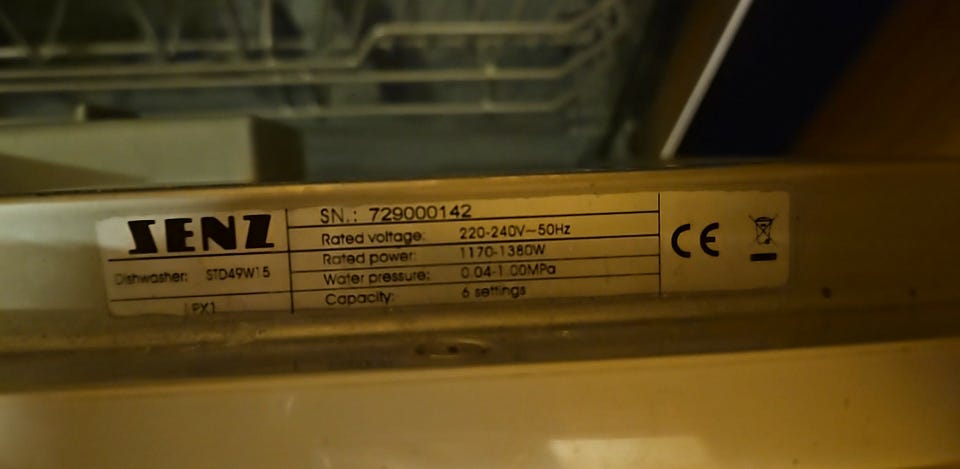 SENZ
Dishwasher: STD49W15
IPX1
SN.: 729000142
Rated voltage: 220-240V~50Hz
Rated power: 1170-1380W
Water pressure: 0.04-1.00MPa
Capacity: 6 settings
CE